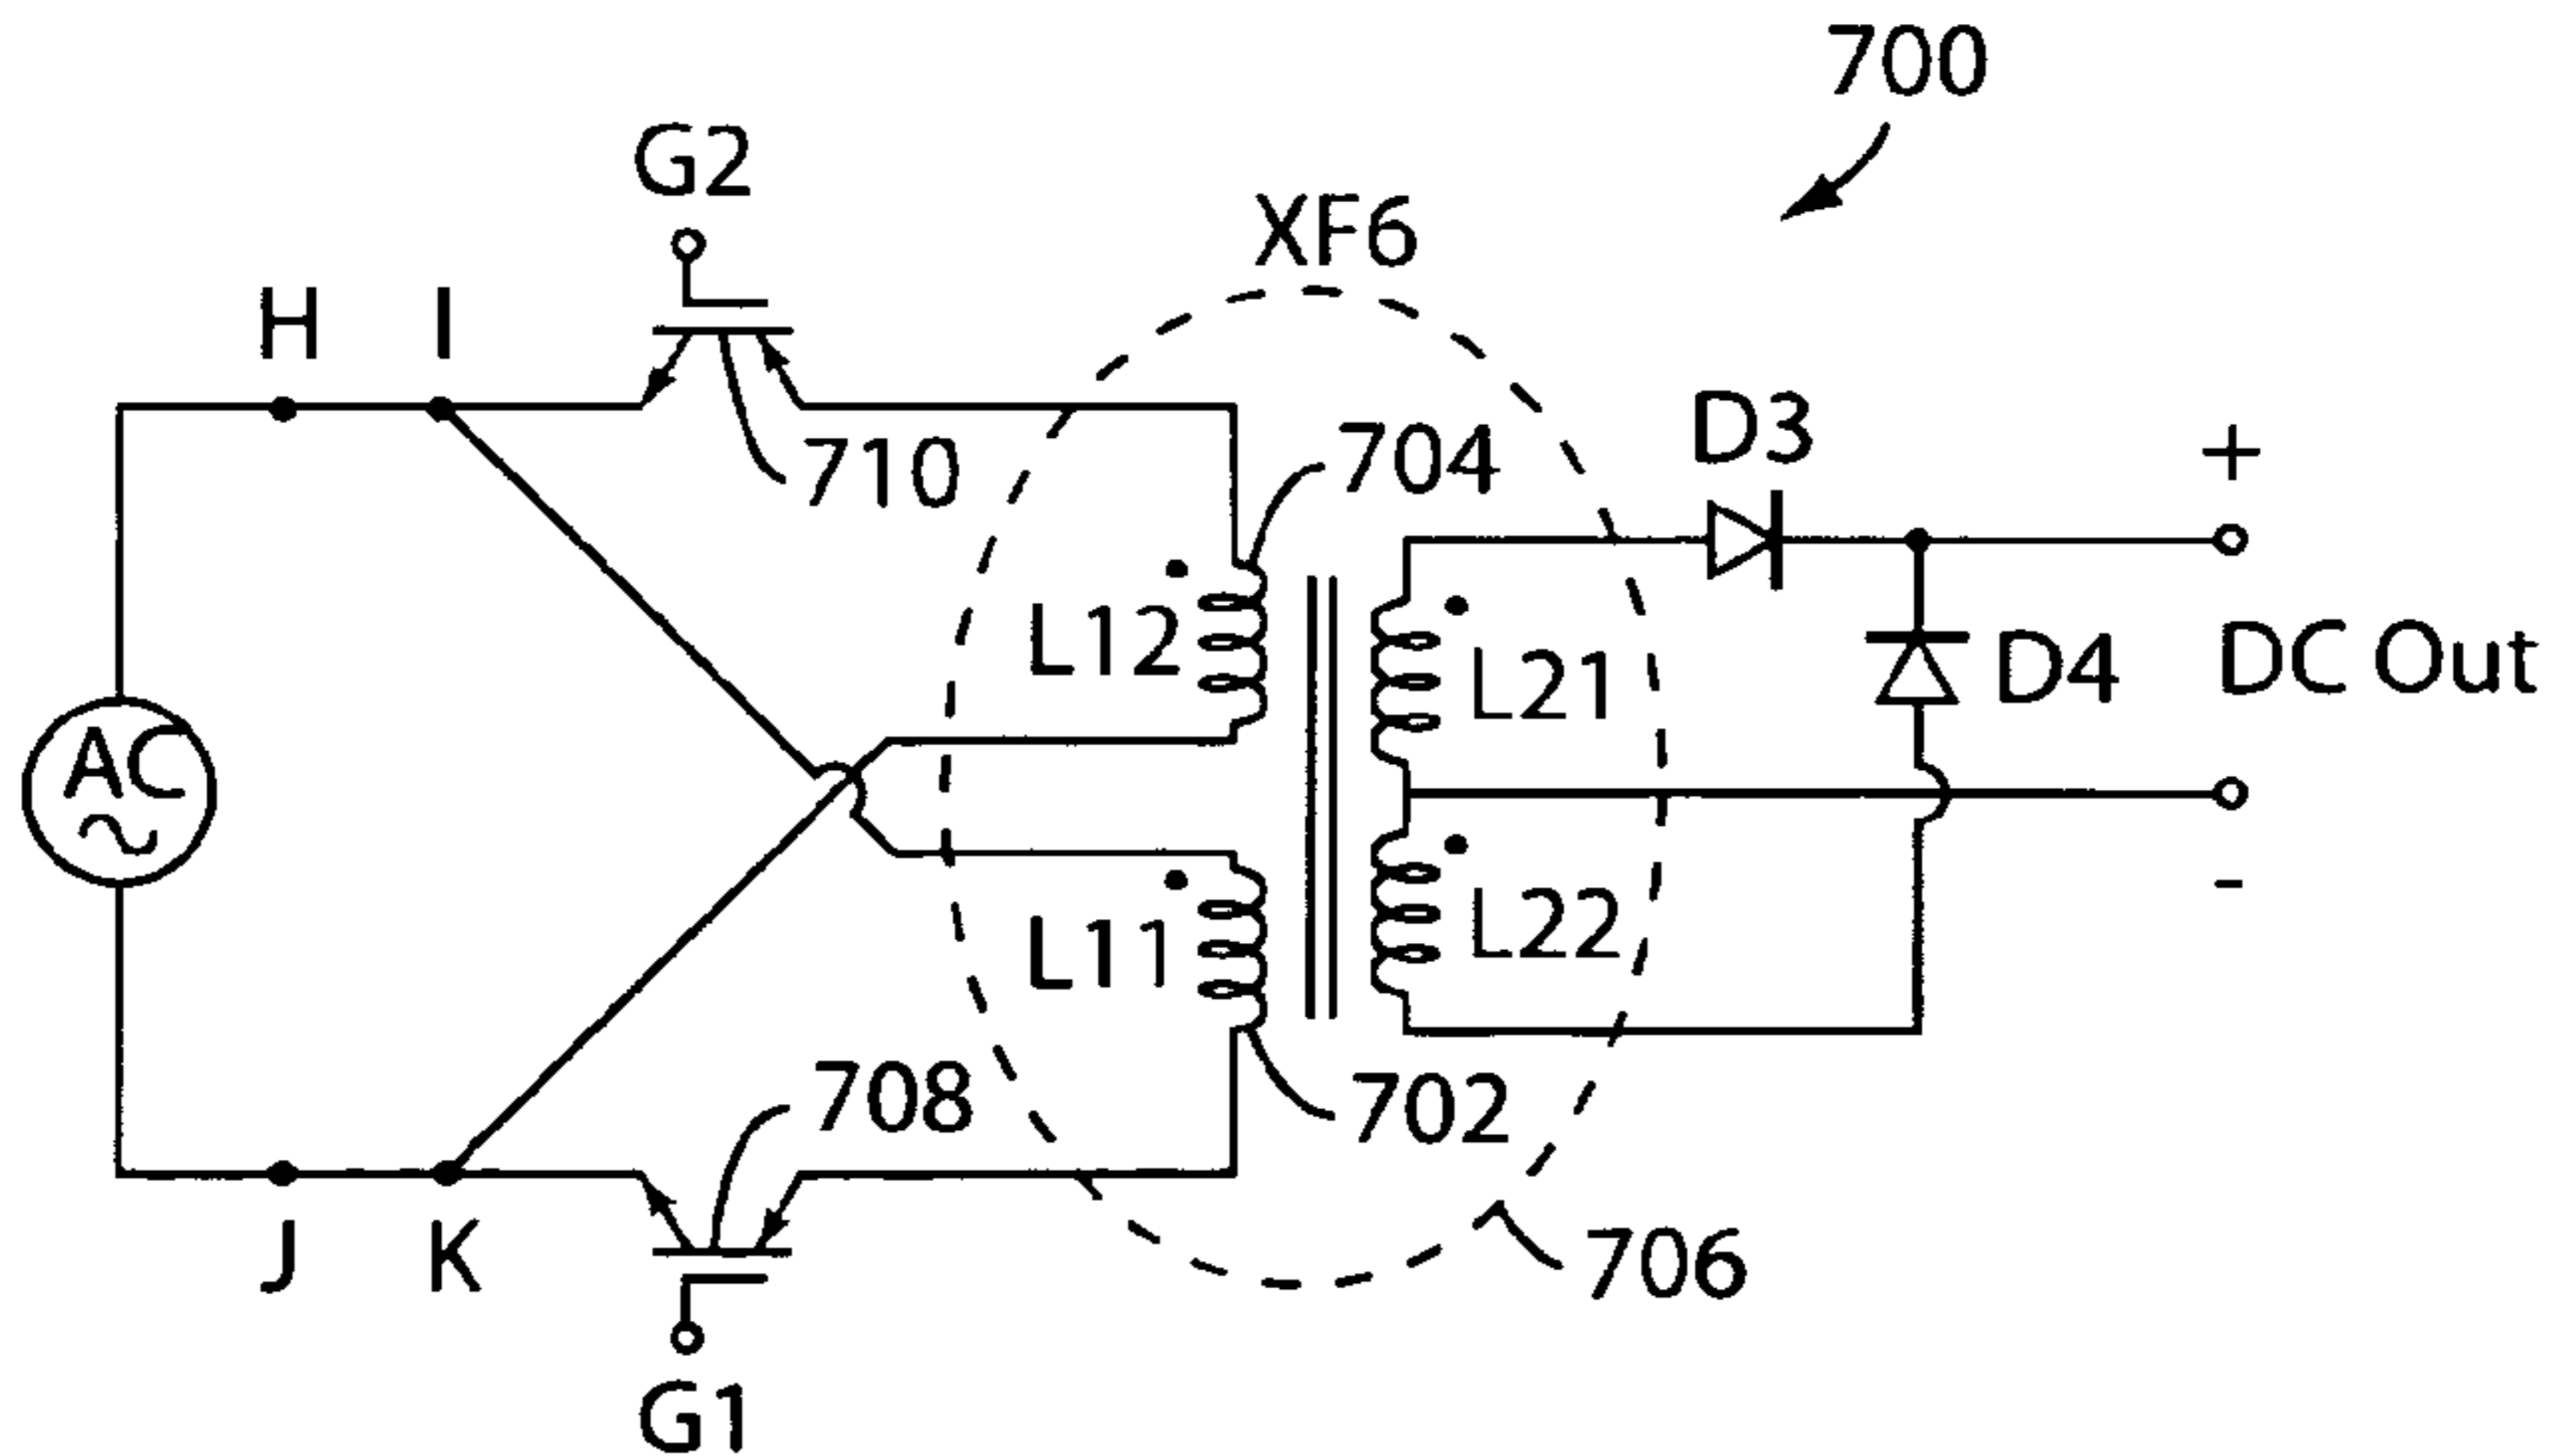 700
G2
XF6
H I
710
704
D3
+
L12
L21
D4
DC Out
AC
L11
L22
-
708
702
J K
706
G1